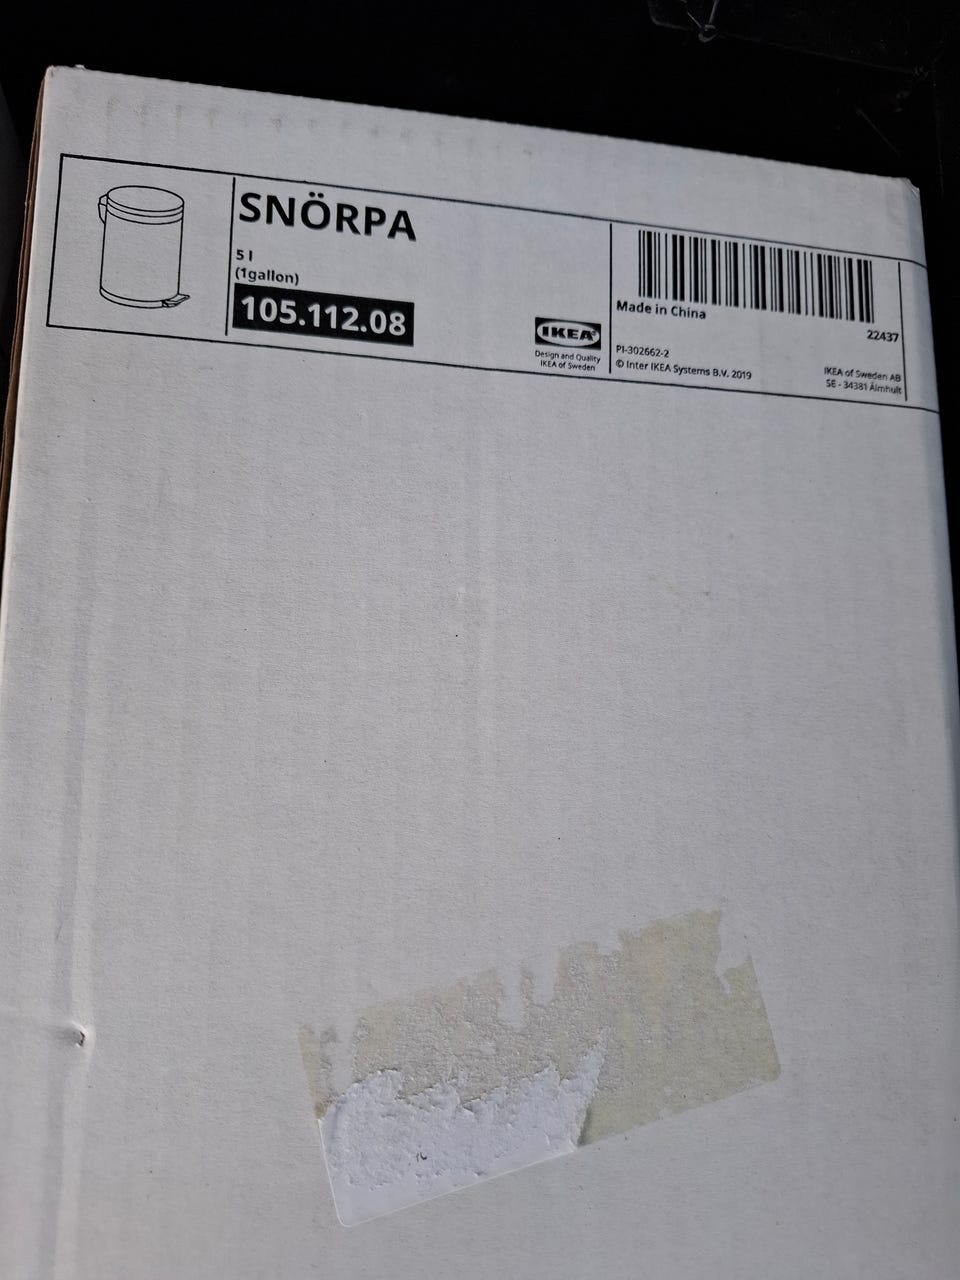 SNÖRPA
5 l
(1gallon)
105.112.08
IKEA®
Design and Quality
IKEA of Sweden
Made in China
22437
PI-302662-2
© Inter IKEA Systems B.V. 2019
IKEA of Sweden AB
SE - 34381 Älmhult